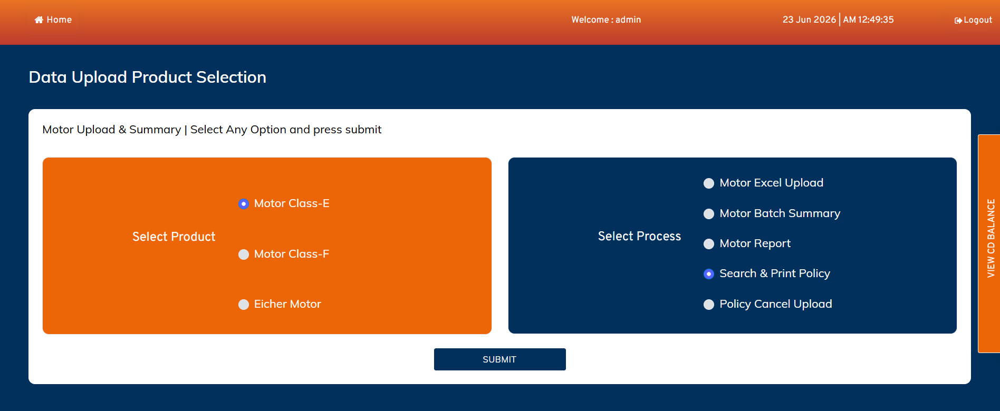 Home
Welcome : admin
23 Jun 2026 | AM 12:49:35
Logout
Data Upload Product Selection
Motor Upload & Summary | Select Any Option and press submit
Select Product
Motor Class-E
Motor Class-F
Eicher Motor
Select Process
Motor Excel Upload
Motor Batch Summary
Motor Report
Search & Print Policy
Policy Cancel Upload
SUBMIT
VIEW CD BALANCE